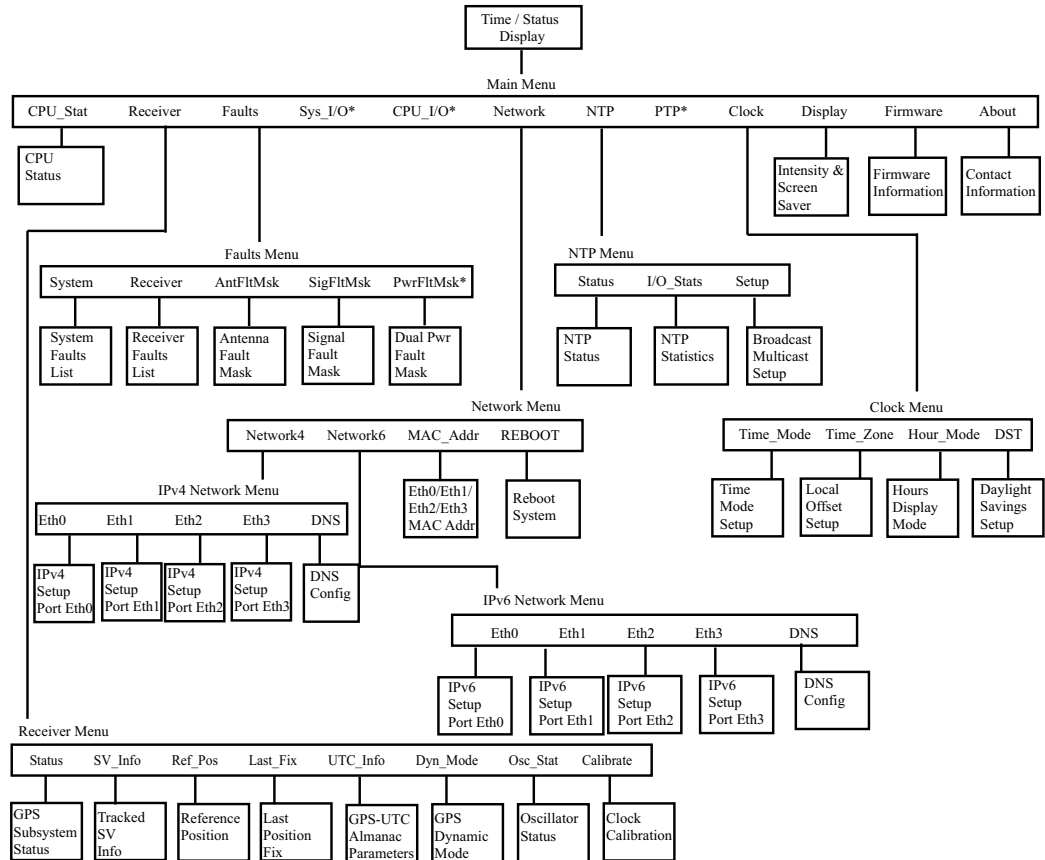 Time / Status
Display
Main Menu
CPU_Stat Receiver Faults Sys_I/O* CPU_I/O* Network NTP PTP* Clock Display Firmware About
CPU
Status
Intensity &
Screen
Saver
Firmware
Information
Contact
Information
Faults Menu
System Receiver AntFltMsk SigFltMsk PwrFltMsk*
System
Faults
List
Receiver
Faults
List
Antenna
Fault
Mask
Signal
Fault
Mask
Dual Pwr
Fault
Mask
NTP Menu
Status I/O_Stats Setup
NTP
Status
NTP
Statistics
Broadcast
Multicast
Setup
Network Menu
Network4 Network6 MAC_Addr REBOOT
Eth0/Eth1/
Eth2/Eth3
MAC Addr
Reboot
System
Clock Menu
Time_Mode Time_Zone Hour_Mode DST
Time
Mode
Setup
Local
Offset
Setup
Hours
Display
Mode
Daylight
Savings
Setup
IPv4 Network Menu
Eth0 Eth1 Eth2 Eth3 DNS
IPv4
Setup
Port Eth0
IPv4
Setup
Port Eth1
IPv4
Setup
Port Eth2
IPv4
Setup
Port Eth3
DNS
Config
IPv6 Network Menu
Eth0 Eth1 Eth2 Eth3 DNS
IPv6
Setup
Port Eth0
IPv6
Setup
Port Eth1
IPv6
Setup
Port Eth2
IPv6
Setup
Port Eth3
DNS
Config
Receiver Menu
Status SV_Info Ref_Pos Last_Fix UTC_Info Dyn_Mode Osc_Stat Calibrate
GPS
Subsystem
Status
Tracked
SV
Info
Reference
Position
Last
Position
Fix
GPS-UTC
Almanac
Parameters
GPS
Dynamic
Mode
Oscillator
Status
Clock
Calibration